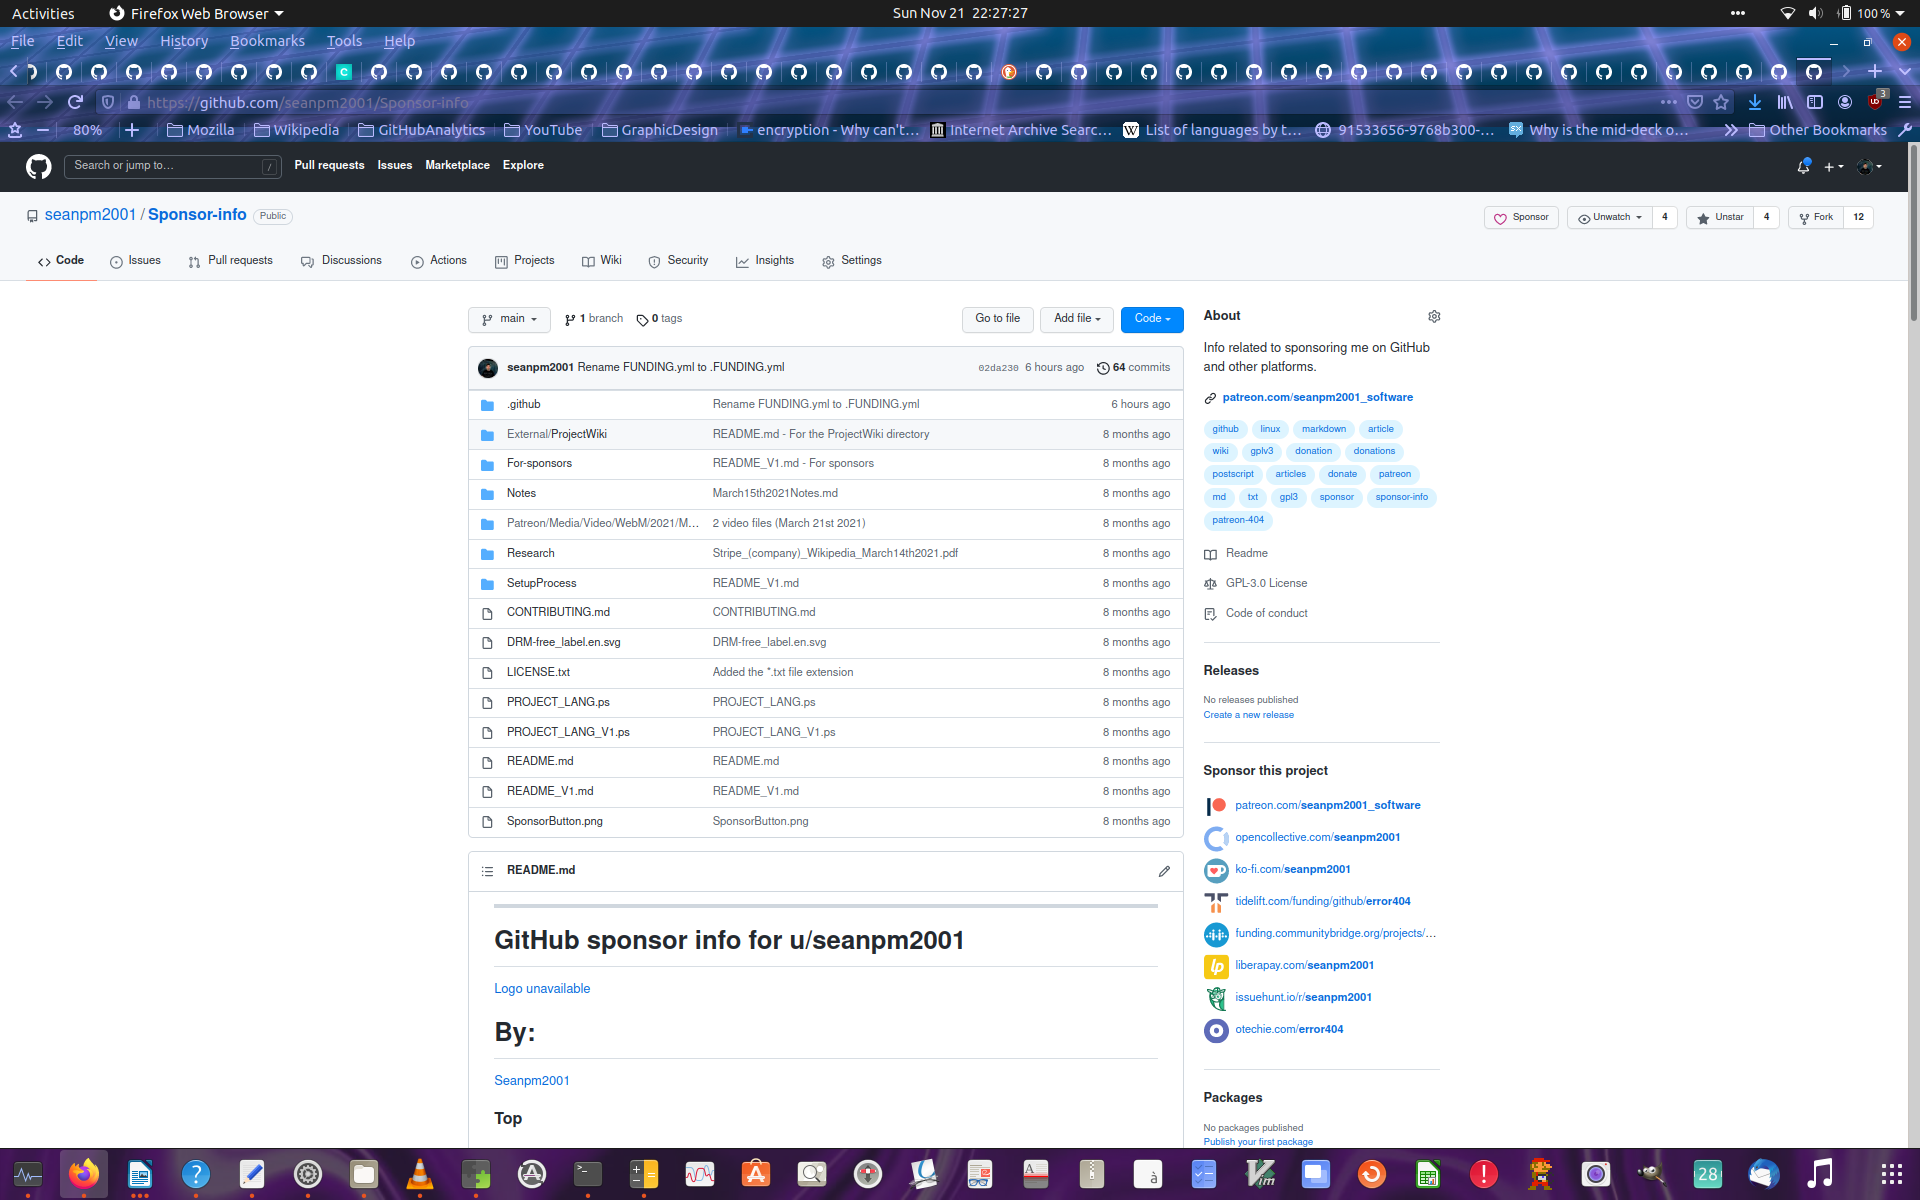 Activities Firefox Web Browser Sun Nov 21 22:27:27 100 %
File Edit View History Bookmarks Tools Help
C
https://github.com/seanpm2001/Sponsor-info 3
80% Mozilla Wikipedia GitHubAnalytics YouTube GraphicDesign encryption - Why can't… Internet Archive Searc… W List of languages by t… 91533656-9768b300-… Why is the mid-deck o… Other Bookmarks
Search or jump to… / Pull requests Issues Marketplace Explore
seanpm2001 / Sponsor-info Public Sponsor Unwatch 4 Unstar 4 Fork 12
Code Issues Pull requests Discussions Actions Projects Wiki Security Insights Settings
main 1 branch 0 tags Go to file Add file Code
seanpm2001 Rename FUNDING.yml to .FUNDING.yml 02da230 6 hours ago 64 commits
.github Rename FUNDING.yml to .FUNDING.yml 6 hours ago
External/ProjectWiki README.md - For the ProjectWiki directory 8 months ago
For-sponsors README_V1.md - For sponsors 8 months ago
Notes March15th2021Notes.md 8 months ago
Patreon/Media/Video/WebM/2021/M… 2 video files (March 21st 2021) 8 months ago
Research Stripe_(company)_Wikipedia_March14th2021.pdf 8 months ago
SetupProcess README_V1.md 8 months ago
CONTRIBUTING.md CONTRIBUTING.md 8 months ago
DRM-free_label.en.svg DRM-free_label.en.svg 8 months ago
LICENSE.txt Added the *.txt file extension 8 months ago
PROJECT_LANG.ps PROJECT_LANG.ps 8 months ago
PROJECT_LANG_V1.ps PROJECT_LANG_V1.ps 8 months ago
README.md README.md 8 months ago
README_V1.md README_V1.md 8 months ago
SponsorButton.png SponsorButton.png 8 months ago
README.md
GitHub sponsor info for u/seanpm2001
Logo unavailable
By:
Seanpm2001
Top
About
Info related to sponsoring me on GitHub
and other platforms.
patreon.com/seanpm2001_software
github linux markdown article
wiki gplv3 donation donations
postscript articles donate patreon
md txt gpl3 sponsor sponsor-info
patreon-404
Readme
GPL-3.0 License
Code of conduct
Releases
No releases published
Create a new release
Sponsor this project
patreon.com/seanpm2001_software
opencollective.com/seanpm2001
ko-fi.com/seanpm2001
tidelift.com/funding/github/error404
funding.communitybridge.org/projects/…
lp liberapay.com/seanpm2001
issuehunt.io/r/seanpm2001
otechie.com/error404
Packages
No packages published
Publish your first package
28